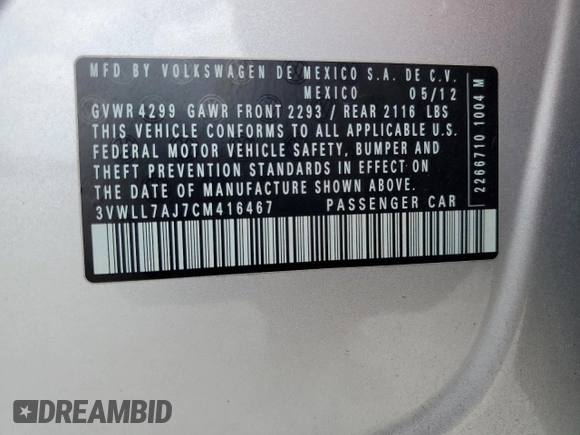 MFD BY VOLKSWAGEN DE MEXICO S.A. DE C.V.
MEXICO 05/12
GVWR 4299 GAWR FRONT 2293 / REAR 2116 LBS
THIS VEHICLE CONFORMS TO ALL APPLICABLE U.S.
FEDERAL MOTOR VEHICLE SAFETY, BUMPER AND
THEFT PREVENTION STANDARDS IN EFFECT ON
THE DATE OF MANUFACTURE SHOWN ABOVE
3VWLL7AJ7CM416467 PASSENGER CAR
2266710 1004 M
DREAMBID